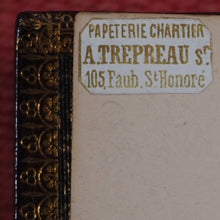 PAPETERIE CHARTIER
A. TREPREAU Sr.
105, Faub. St Honoré